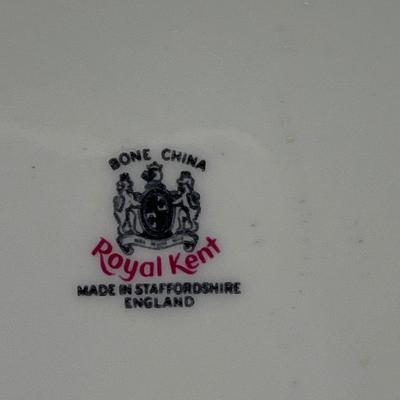 BONE CHINA
Royal Kent
MADE IN STAFFORDSHIRE
ENGLAND